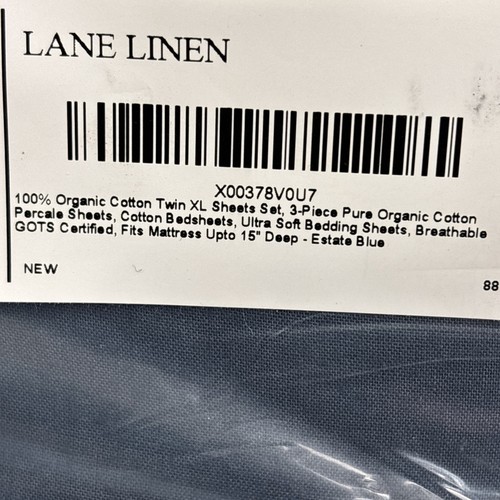 LANE LINEN
X00378V0U7
100% Organic Cotton Twin XL Sheets Set, 3-Piece Pure Organic Cotton
Percale Sheets, Cotton Bedsheets, Ultra Soft Bedding Sheets, Breathable
GOTS Certified, Fits Mattress Upto 15" Deep - Estate Blue
NEW
88